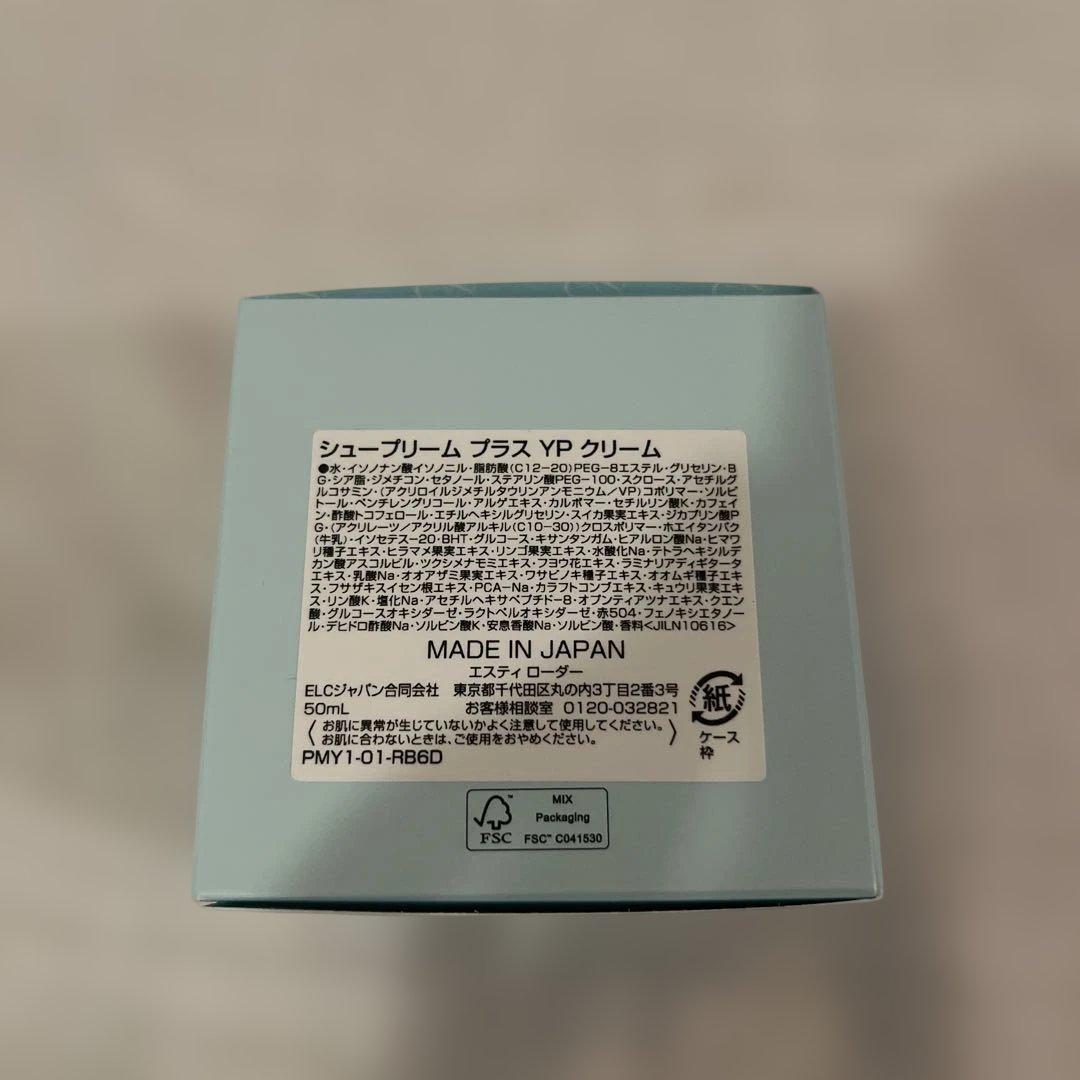 シュープリーム プラス YP クリーム
●水・イソノナン酸イソノニル・脂肪酸(C12-20)PEG-8エステル・グリセリン・B
G・シア脂・ジメチコン・セタノール・ステアリン酸PEG-100・スクロース・アセチルグ
ルコサミン・(アクリロイルジメチルタウリンアンモニウム/VP)コポリマー・ソルビ
トール・ペンチレングリコール・アルゲエキス・カルボマー・セチルリン酸K・カフェイ
ン・酢酸トコフェロール・エチルヘキシルグリセリン・スイカ果実エキス・ジカプリン酸P
G・(アクリレーツ/アクリル酸アルキル(C10-30))クロスポリマー・ホエイタンパク
(牛乳)・イソセテス-20・BHT・グルコース・キサンタンガム・ヒアルロン酸Na・ヒマワ
リ種子エキス・ヒラマメ果実エキス・リンゴ果実エキス・水酸化Na・テトラヘキシルデ
カン酸アスコルビル・ツクシメナモミエキス・フヨウ花エキス・ラミナリアディギタータ
エキス・乳酸Na・オオアザミ果実エキス・ワサビノキ種子エキス・オオムギ種子エキ
ス・フサザキスイセン根エキス・PCA-Na・カラフトコンブエキス・キュウリ果実エキ
ス・リン酸K・塩化Na・アセチルヘキサペプチド-8・オプンティアツナエキス・クエン
酸・グルコースオキシダーゼ・ラクトペルオキシダーゼ・赤504・フェノキシエタノー
ル・デヒドロ酢酸Na・ソルビン酸K・安息香酸Na・ソルビン酸・香料<JILN10616>
MADE IN JAPAN
エスティ ローダー
ELCジャパン合同会社 東京都千代田区丸の内3丁目2番3号
50mL お客様相談室 0120-032821
〈お肌に異常が生じていないかよく注意して使用してください。
お肌に合わないときは、ご使用をおやめください。〉
PMY1-01-RB6D
紙
ケース
枠
FSC™
MIX
Packaging
FSC™ C041530